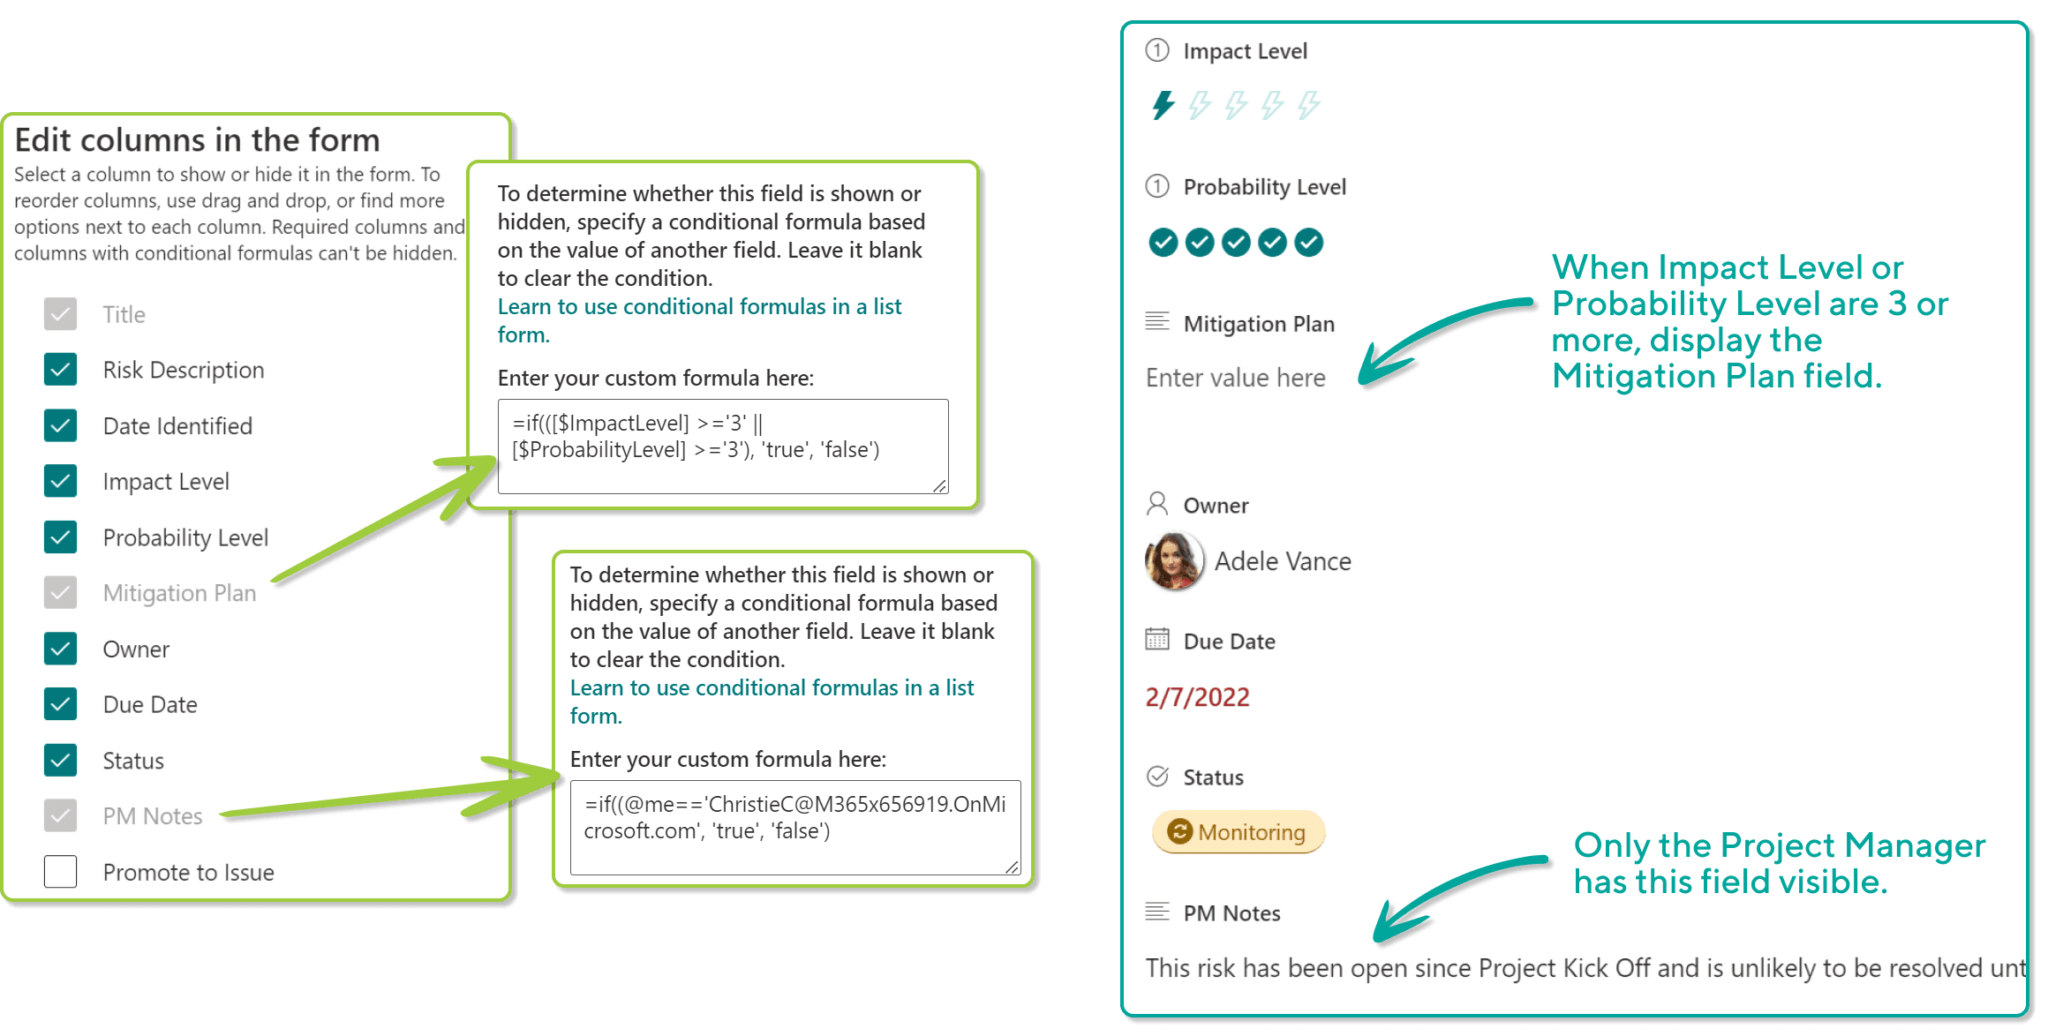 Edit columns in the form
Select a column to show or hide it in the form. To
reorder columns, use drag and drop, or find more
options next to each column. Required columns and
columns with conditional formulas can't be hidden.
Title
Risk Description
Date Identified
Impact Level
Probability Level
Mitigation Plan
Owner
Due Date
Status
PM Notes
Promote to Issue
To determine whether this field is shown or
hidden, specify a conditional formula based
on the value of another field. Leave it blank
to clear the condition.
Learn to use conditional formulas in a list
form.
Enter your custom formula here:
=if(([$ImpactLevel] >='3' ||
[$ProbabilityLevel] >='3'), 'true', 'false')
To determine whether this field is shown or
hidden, specify a conditional formula based
on the value of another field. Leave it blank
to clear the condition.
Learn to use conditional formulas in a list
form.
Enter your custom formula here:
=if((@me=='ChristieC@M365x656919.OnMi
crosoft.com', 'true', 'false')
1 Impact Level
1 Probability Level
Mitigation Plan
Enter value here
When Impact Level or
Probability Level are 3 or
more, display the
Mitigation Plan field.
Owner
Adele Vance
Due Date
2/7/2022
Status
Monitoring
Only the Project Manager
has this field visible.
PM Notes
This risk has been open since Project Kick Off and is unlikely to be resolved unt